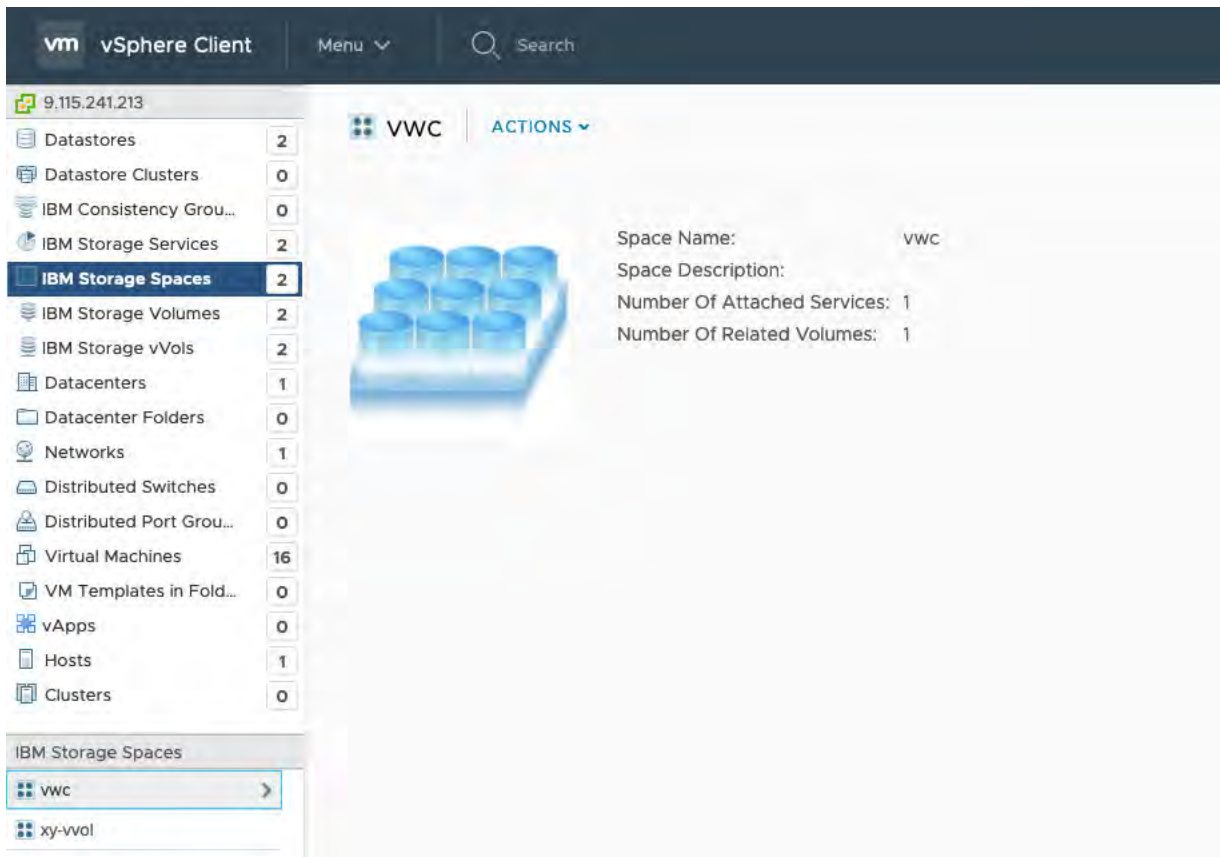 vm vSphere Client Menu Search
9.115.241.213
Datastores 2
Datastore Clusters 0
IBM Consistency Grou... 0
IBM Storage Services 2
IBM Storage Spaces 2
IBM Storage Volumes 2
IBM Storage vVols 2
Datacenters 1
Datacenter Folders 0
Networks 1
Distributed Switches 0
Distributed Port Grou... 0
Virtual Machines 16
VM Templates in Fold... 0
vApps 0
Hosts 1
Clusters 0
IBM Storage Spaces
vwc
xy-vvol
vwc ACTIONS
Space Name: vwc
Space Description:
Number Of Attached Services: 1
Number Of Related Volumes: 1